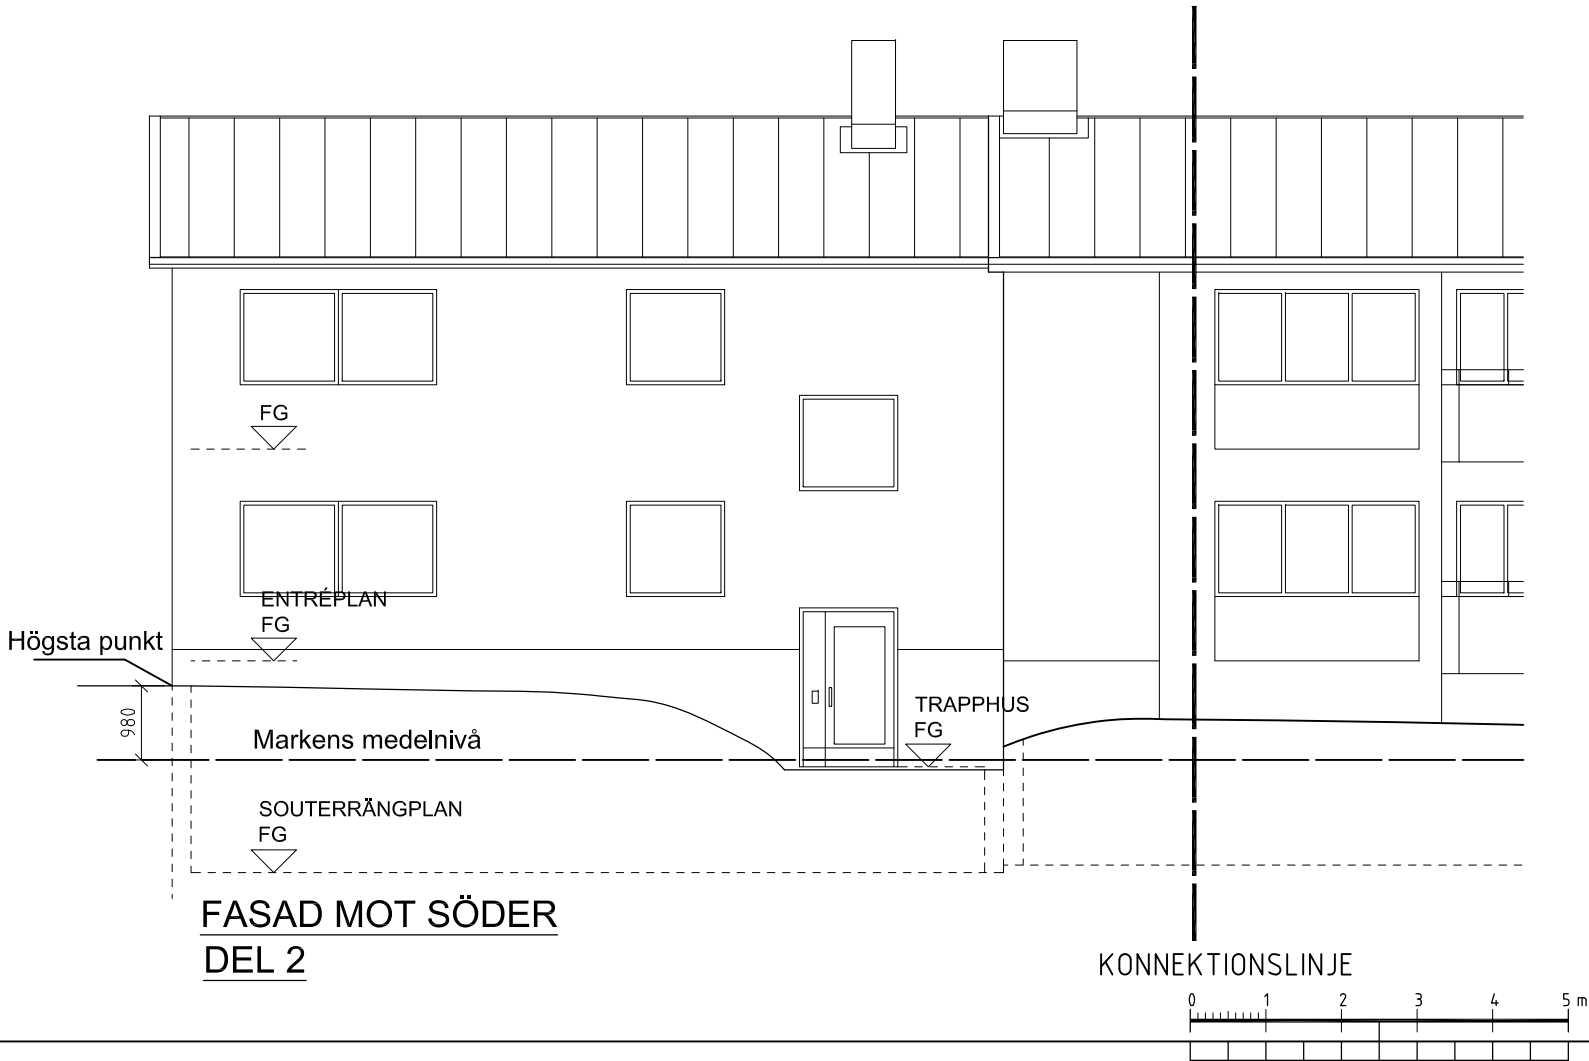 FG
ENTRÉPLAN
FG
Högsta punkt
980
TRAPPHUS
FG
Markens medelnivå
SOUTERRÄNGPLAN
FG
FASAD MOT SÖDER
DEL 2
KONNEKTIONSLINJE
0 1 2 3 4 5 m